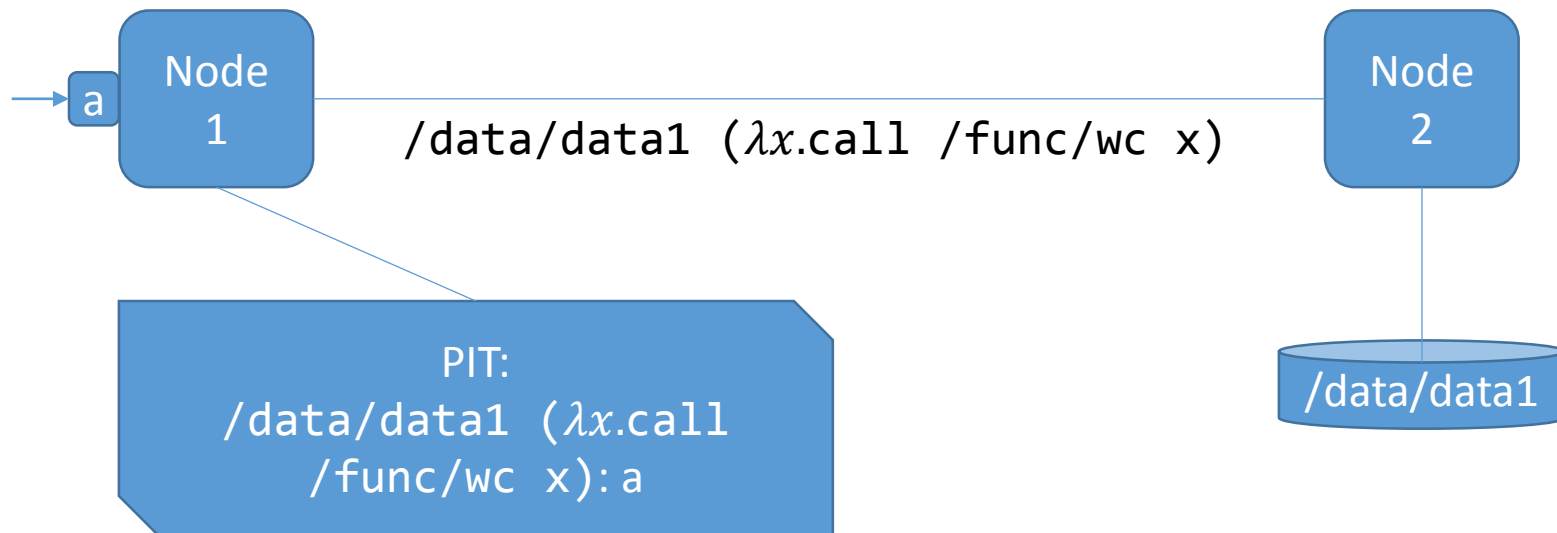 a
Node
1
/data/data1 (λx.call /func/wc x)
Node
2
PIT:
/data/data1 (λx.call
/func/wc x): a
/data/data1